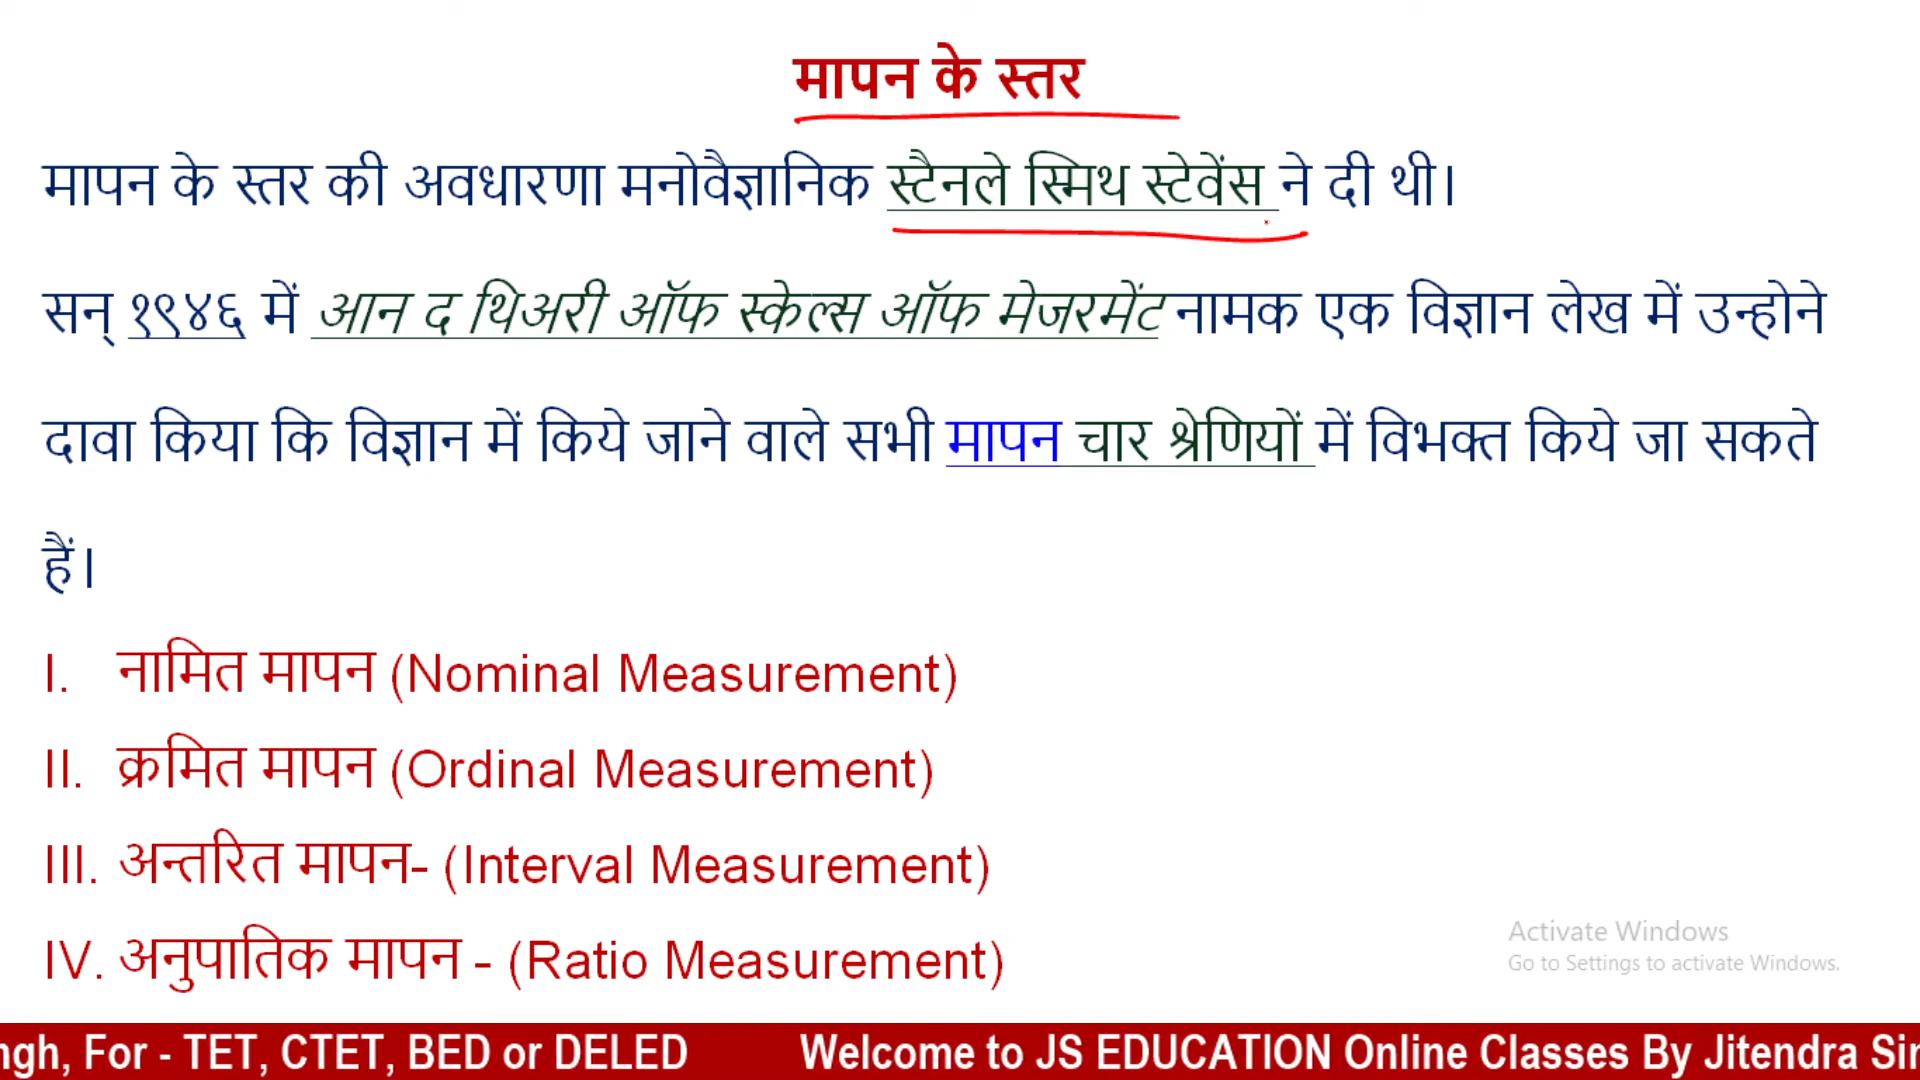 मापन के स्तर
मापन के स्तर की अवधारणा मनोवैज्ञानिक स्टैनले स्मिथ स्टेवेंस ने दी थी।
सन् १९४६ में आन द थिअरी ऑफ स्केल्स ऑफ मेजरमेंट नामक एक विज्ञान लेख में उन्होने
दावा किया कि विज्ञान में किये जाने वाले सभी मापन चार श्रेणियों में विभक्त किये जा सकते
हैं।
I. नामित मापन (Nominal Measurement)
II. क्रमित मापन (Ordinal Measurement)
III. अन्तरित मापन- (Interval Measurement)
IV. अनुपातिक मापन - (Ratio Measurement)
Activate Windows
Go to Settings to activate Windows.
ngh, For - TET, CTET, BED or DELED Welcome to JS EDUCATION Online Classes By Jitendra Sin